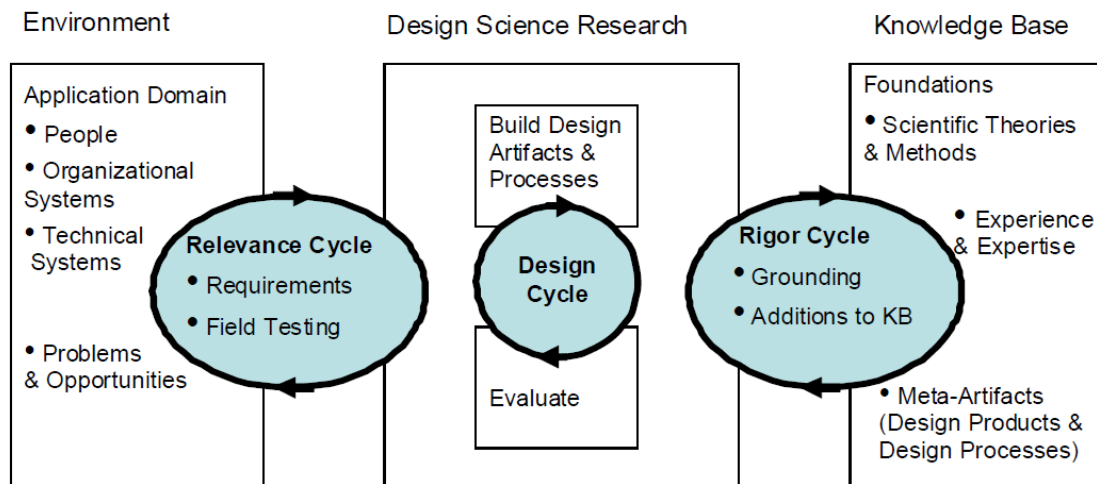 Environment
Design Science Research
Knowledge Base
Application Domain
• People
• Organizational
Systems
• Technical
Systems
• Problems
& Opportunities
Relevance Cycle
• Requirements
• Field Testing
Build Design
Artifacts &
Processes
Design
Cycle
Evaluate
Rigor Cycle
• Grounding
• Additions to KB
Foundations
• Scientific Theories
& Methods
• Experience
& Expertise
• Meta-Artifacts
(Design Products &
Design Processes)